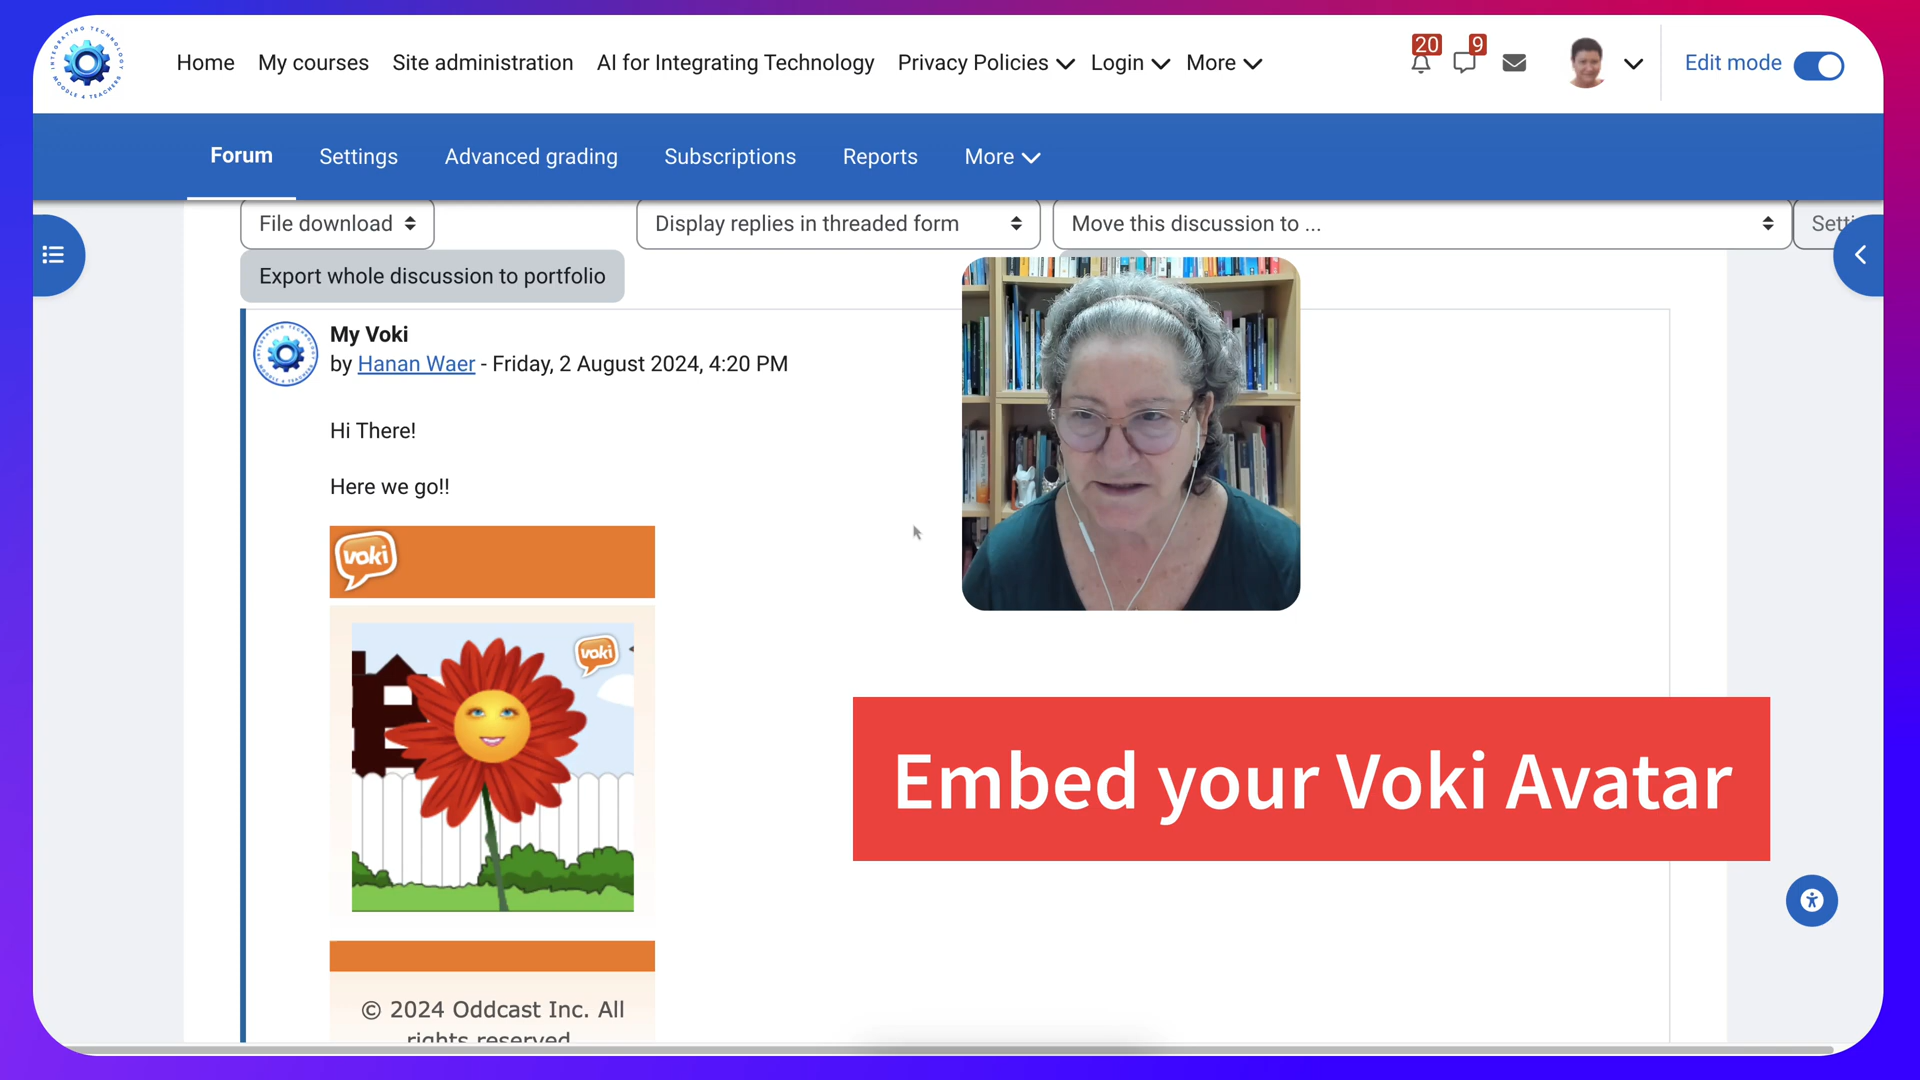 Home My courses Site administration AI for Integrating Technology Privacy Policies Login More 20 9 Edit mode
Forum Settings Advanced grading Subscriptions Reports More
File download Display replies in threaded form Move this discussion to ... Setti
Export whole discussion to portfolio
My Voki
by Hanan Waer - Friday, 2 August 2024, 4:20 PM
Hi There!
Here we go!!
voki
voki
Embed your Voki Avatar
© 2024 Oddcast Inc. All
rights reserved